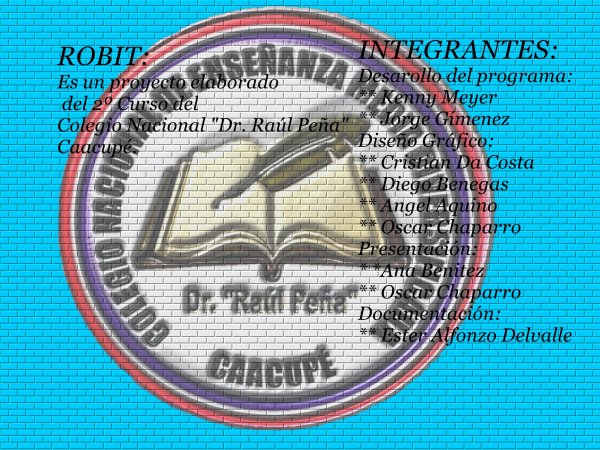 ROBIT:
Es un proyecto elaborado
del 2º Curso del
Colegio Nacional "Dr. Raúl Peña"
Caacupé.
INTEGRANTES:
Desarollo del programa:
** Kenny Meyer
** Jorge Gimenez
Diseño Gráfico:
** Cristian Da Costa
** Diego Benegas
** Angel Aquino
** Oscar Chaparro
Presentación:
* *Ana Benítez
** Oscar Chaparro
Documentación:
** Ester Alfonzo Delvalle
COLEGIO NACIONAL ENSEÑANZA
Dr. "Raúl Peña"
CAACUPÉ